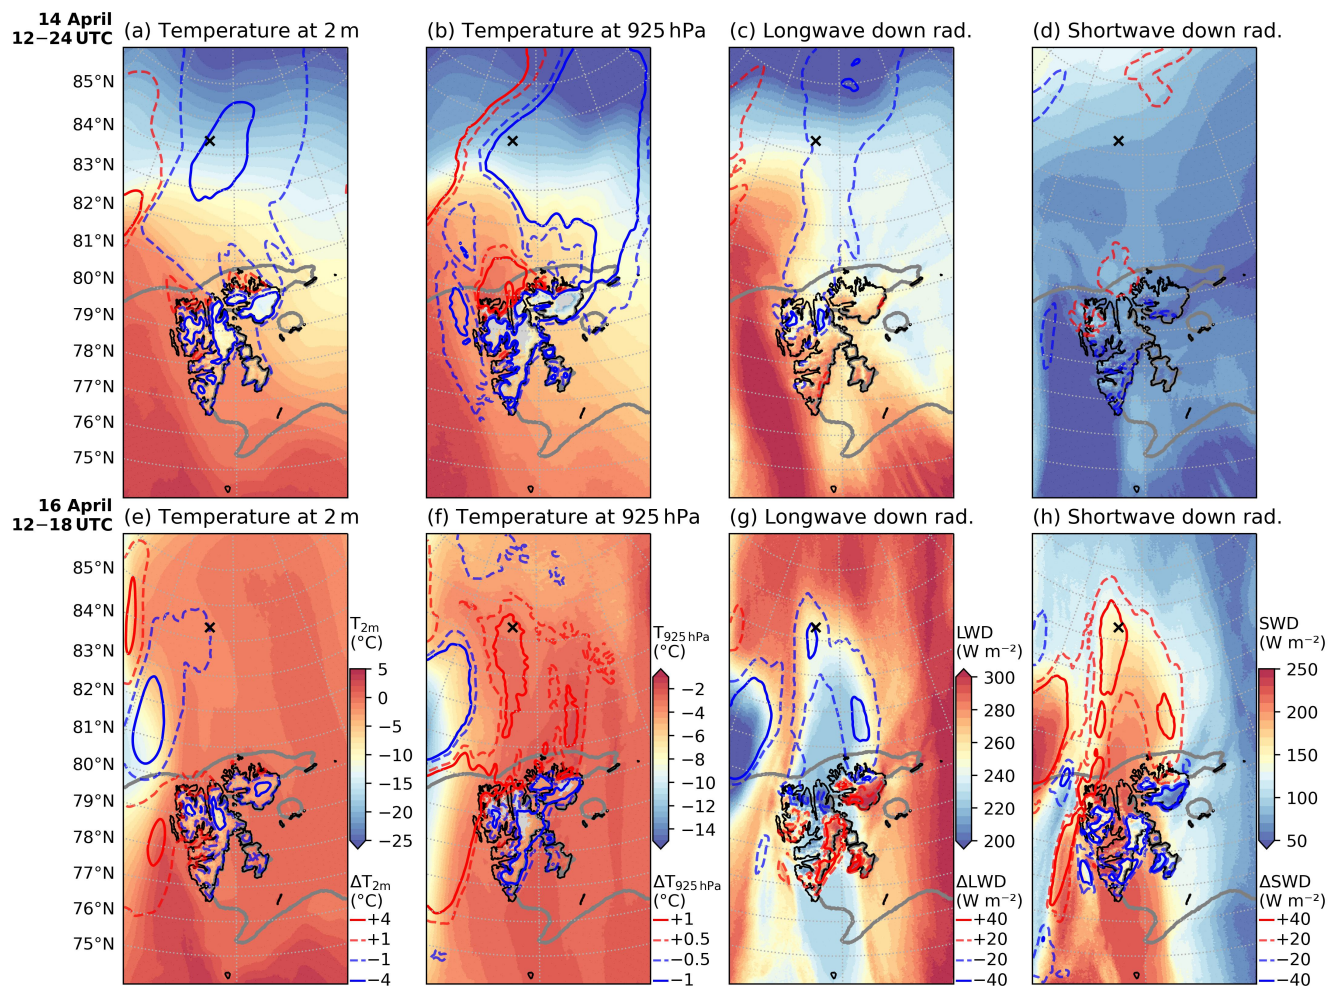 14 April
12−24 UTC
(a) Temperature at 2 m
(b) Temperature at 925 hPa
(c) Longwave down rad.
(d) Shortwave down rad.
85°N
84°N
83°N
82°N
81°N
80°N
79°N
78°N
77°N
76°N
75°N
16 April
12−18 UTC
(e) Temperature at 2 m
(f) Temperature at 925 hPa
(g) Longwave down rad.
(h) Shortwave down rad.
85°N
84°N
83°N
82°N
81°N
80°N
79°N
78°N
77°N
76°N
75°N
T2m
(°C)
5
0
−5
−10
−15
−20
−25
ΔT2m
(°C)
+4
+1
−1
−4
T925 hPa
(°C)
−2
−4
−6
−8
−10
−12
−14
ΔT925 hPa
(°C)
+1
+0.5
−0.5
−1
LWD
(W m⁻²)
300
280
260
240
220
200
ΔLWD
(W m⁻²)
+40
+20
−20
−40
SWD
(W m⁻²)
250
200
150
100
50
ΔSWD
(W m⁻²)
+40
+20
−20
−40